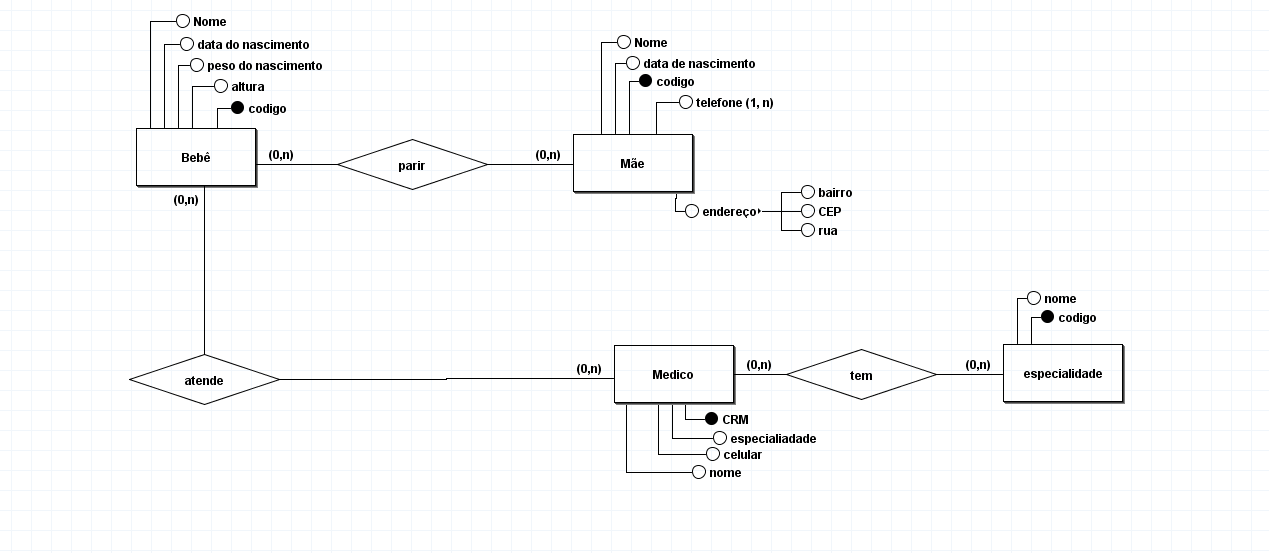 Nome
data do nascimento
peso do nascimento
altura
codigo
Bebê
(0,n)
parir
(0,n)
Nome
data de nascimento
codigo
telefone (1, n)
Mãe
endereço
bairro
CEP
rua
(0,n)
atende
(0,n)
Medico
(0,n)
tem
(0,n)
nome
codigo
especialidade
CRM
especialiadade
celular
nome